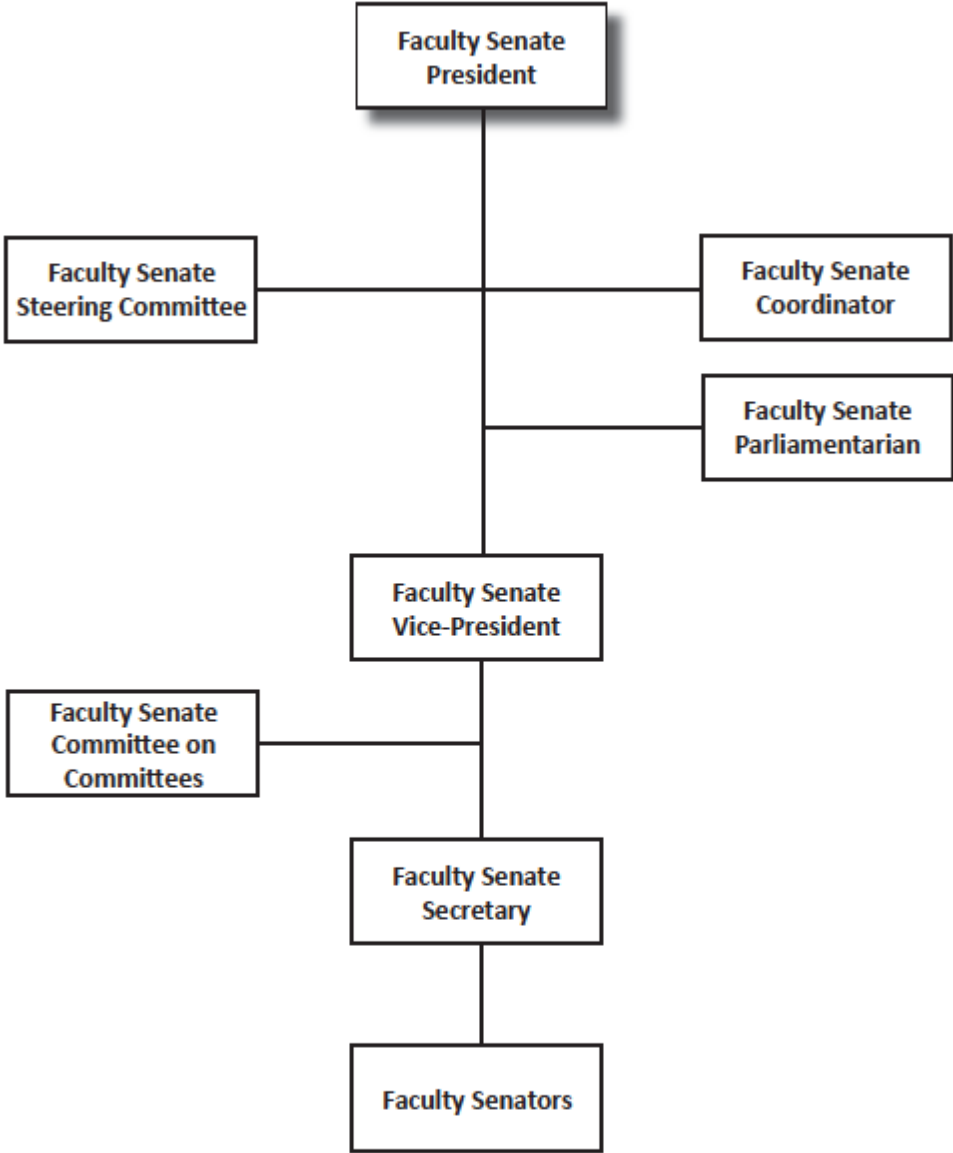 Faculty Senate
President
Faculty Senate
Steering Committee
Faculty Senate
Coordinator
Faculty Senate
Parliamentarian
Faculty Senate
Vice-President
Faculty Senate
Committee on
Committees
Faculty Senate
Secretary
Faculty Senators